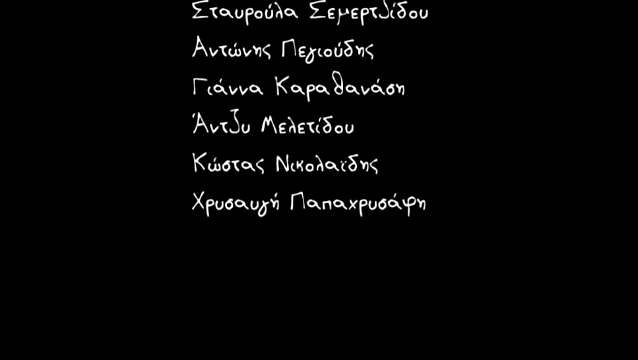 Σταυρούλα Σεμερτζίδου
Αντώνης Πεγιούδης
Γιάννα Καραθανάση
Άντζυ Μελετίδου
Κώστας Νικολαΐδης
Χρυσαυγή Παπαχρυσάφη